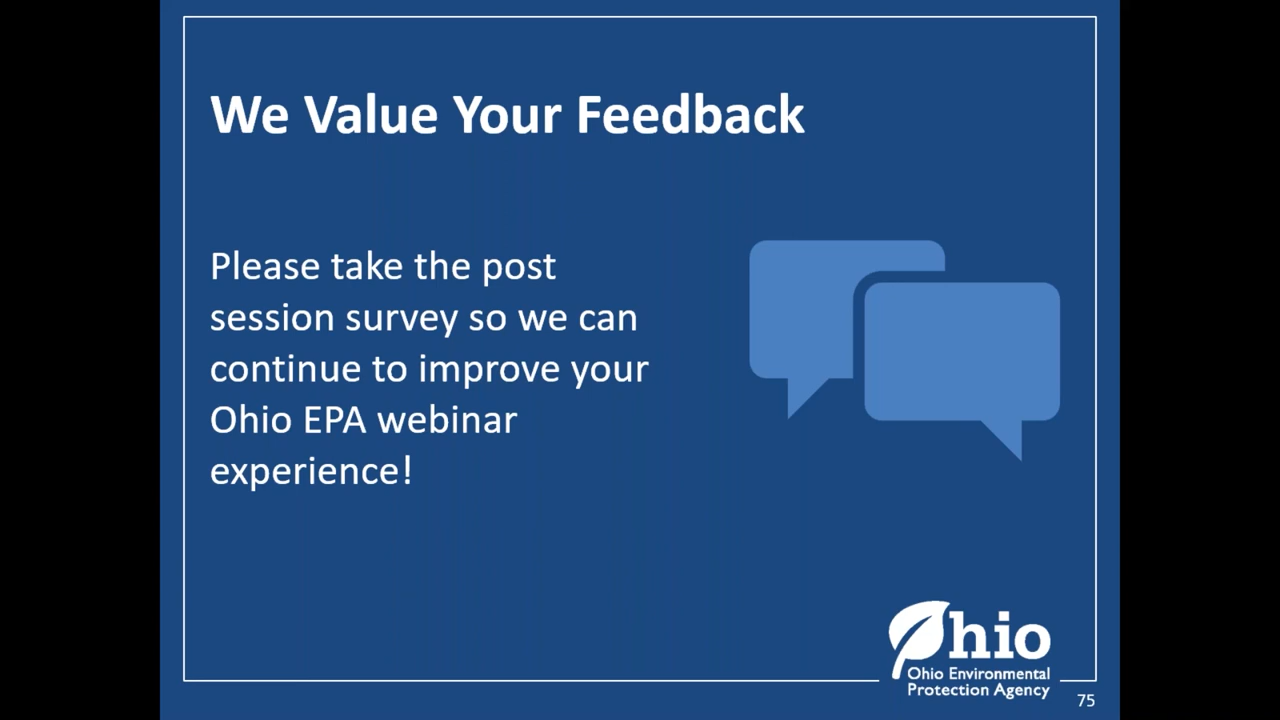 We Value Your Feedback
Please take the post
session survey so we can
continue to improve your
Ohio EPA webinar
experience!
Ohio
Ohio Environmental
Protection Agency
75